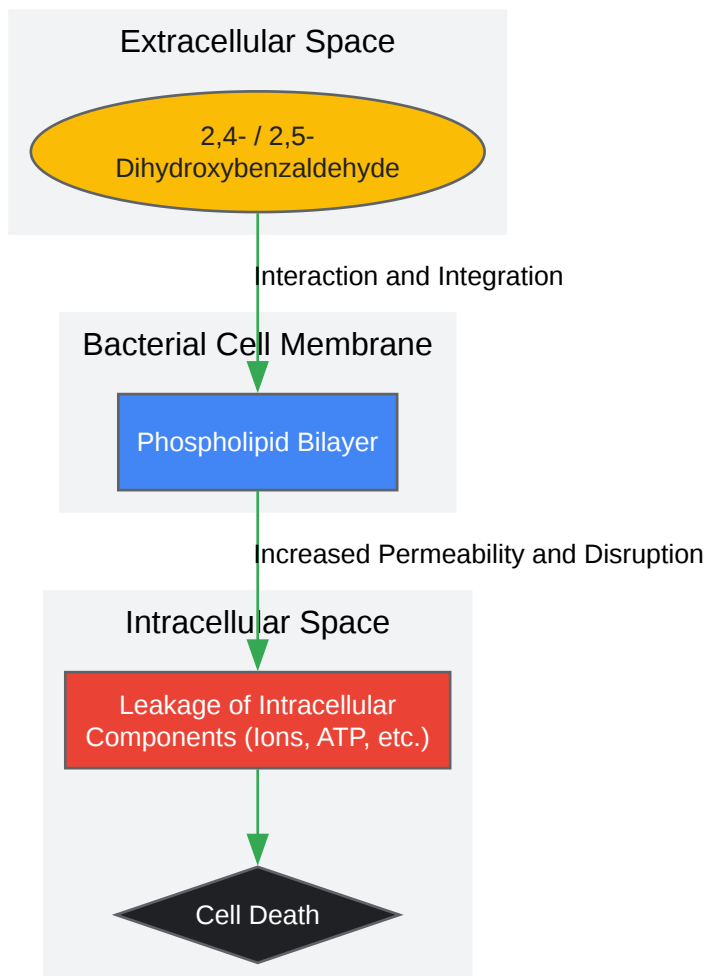 Extracellular Space
2,4- / 2,5-
Dihydroxybenzaldehyde
Interaction and Integration
Bacterial Cell Membrane
Phospholipid Bilayer
Increased Permeability and Disruption
Intracellular Space
Leakage of Intracellular
Components (Ions, ATP, etc.)
Cell Death